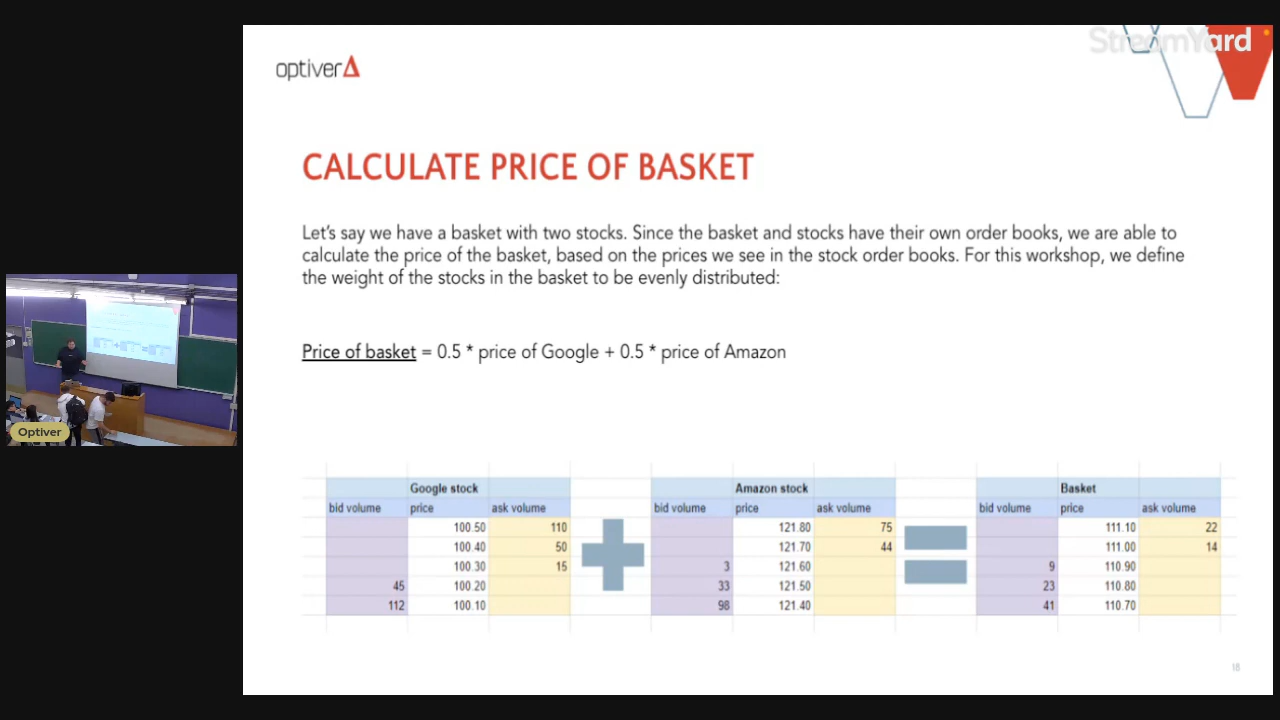 StreamYard
optiver
CALCULATE PRICE OF BASKET
Let's say we have a basket with two stocks. Since the basket and stocks have their own order books, we are able to
calculate the price of the basket, based on the prices we see in the stock order books. For this workshop, we define
the weight of the stocks in the basket to be evenly distributed:
Price of basket = 0.5 * price of Google + 0.5 * price of Amazon
Google stock
bid volume price ask volume
100.50 110
100.40 50
100.30 15
45 100.20
112 100.10
Amazon stock
bid volume price ask volume
121.80 75
121.70 44
3 121.60
33 121.50
98 121.40
Basket
bid volume price ask volume
111.10 22
111.00 14
9 110.90
23 110.80
41 110.70
18
Optiver